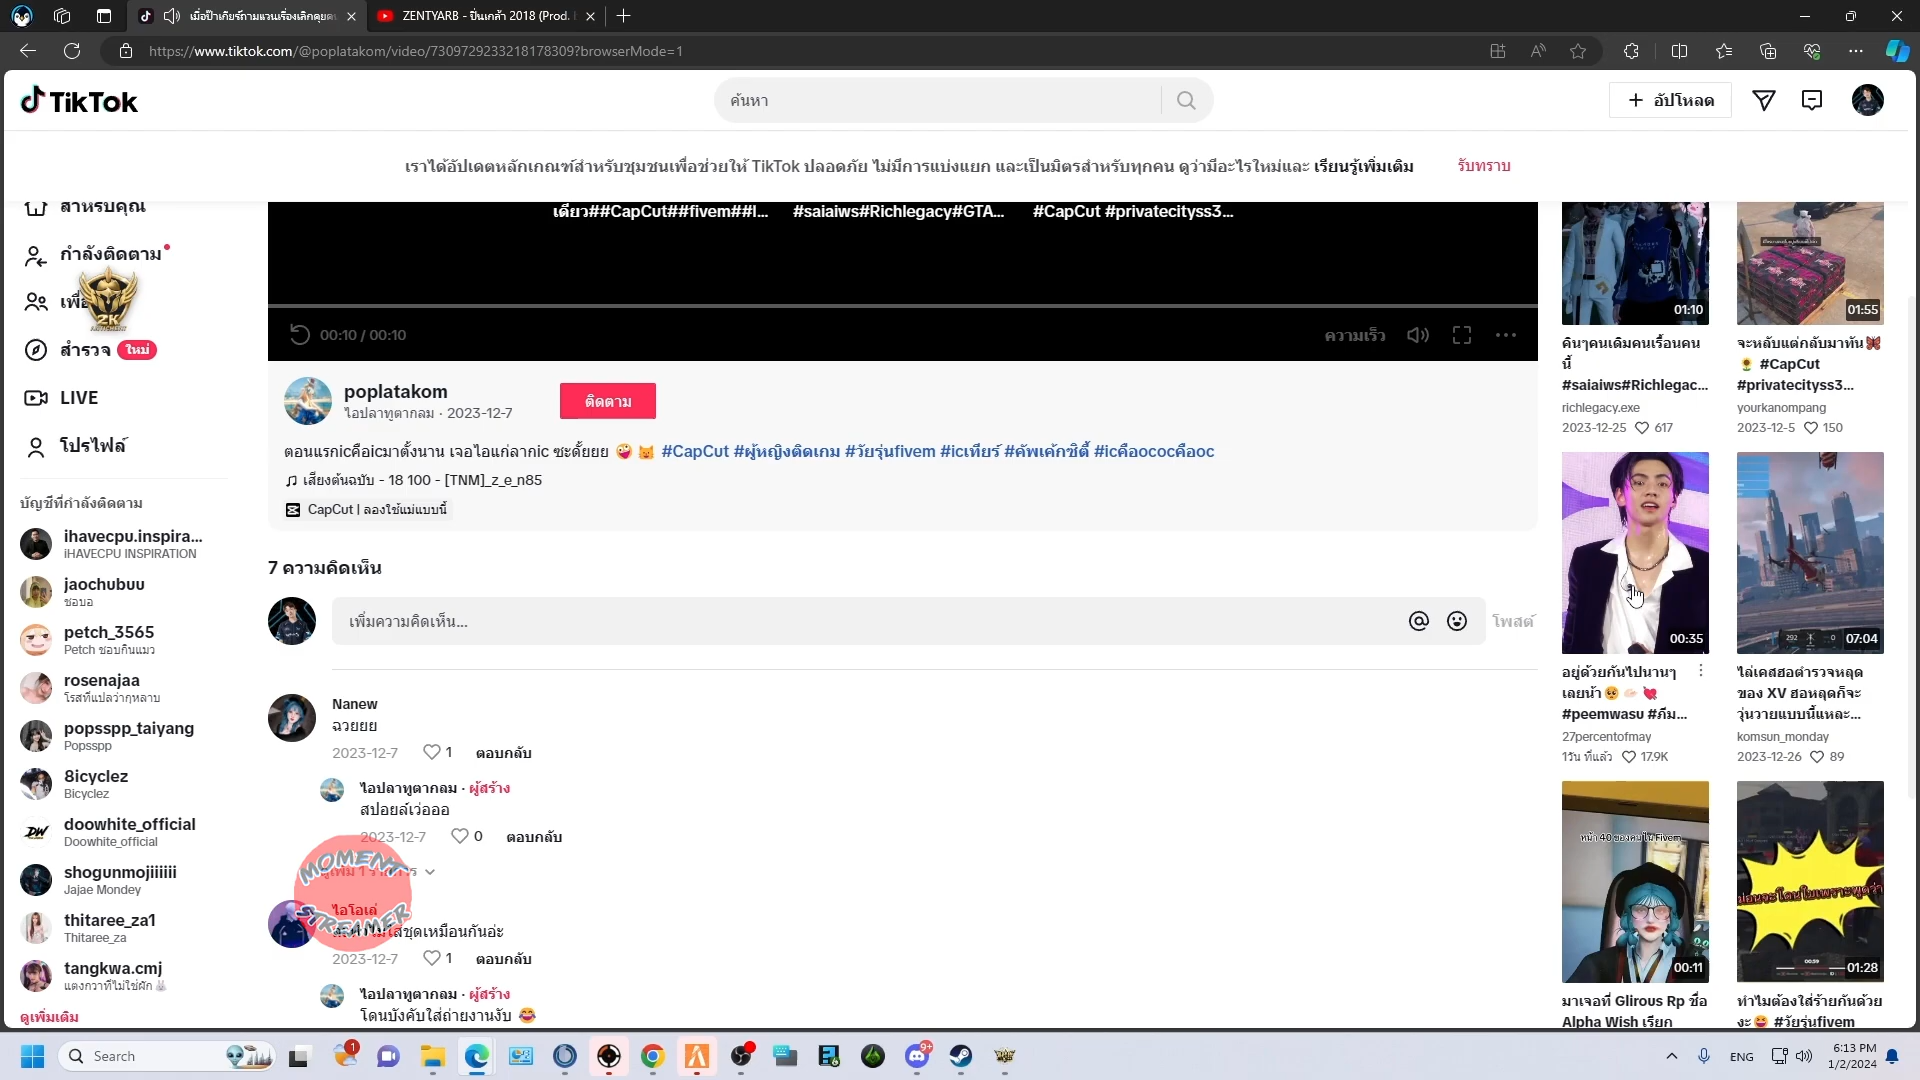 เมื่อป๊าเกียร์ถามแวนเรื่องเลิกคุย
ZENTYARB - ปิ่นเกล้า 2018 (Prod.
https://www.tiktok.com/@poplatakom/video/7309729233218178309?browserMode=1
TikTok
ค้นหา
อัปโหลด
เราได้อัปเดตหลักเกณฑ์สำหรับชุมชนเพื่อช่วยให้ TikTok ปลอดภัย ไม่มีการแบ่งแยก และเป็นมิตรสำหรับทุกคน ดูว่ามีอะไรใหม่และ เรียนรู้เพิ่มเติม
รับทราบ
สำหรับคุณ
กำลังติดตาม
2K
สำรวจ
ใหม่
LIVE
โปรไฟล์
บัญชีที่กำลังติดตาม
ihavecpu.inspira...
iHAVECPU INSPIRATION
jaochubuu
ชอบอ
petch_3565
Petch ชอบกินแมว
rosenajaa
โรสที่แปลว่ากุหลาบ
popsspp_taiyang
Popsspp
8icyclez
Bicyclez
doowhite_official
Doowhite_official
shogunmojiiiiii
Jajae Mondey
thitaree_za1
Thitaree_za
tangkwa.cmj
แตงกวาที่ไม่ใช่ผัก🐰
ดูเพิ่มเติม
เดียว##CapCut##fivem##l...
#saiaiws#Richlegacy#GTA...
#CapCut #privatecityss3...
00:10 / 00:10
ความเร็ว
poplatakom
ไอปลาทูตากลม · 2023-12-7
ติดตาม
ตอนแรกicคือicมาตั้งนาน เจอไอแก่ลากic ซะดั้ยยย 🤪 😼 #CapCut #ผู้หญิงติดเกม #วัยรุ่นfivem #icเกียร์ #คัพเค้กซิตี้ #icคือococคือoc
เสียงต้นฉบับ - 18 100 - [TNM]_z_e_n85
CapCut | ลองใช้แม่แบบนี้
7 ความคิดเห็น
เพิ่มความคิดเห็น...
โพสต์
Nanew
ฉวยยย
2023-12-7 1 ตอบกลับ
ไอปลาทูตากลม · ผู้สร้าง
สปอยล์เว่อออ
2023-12-7 0 ตอบกลับ
MOMENT
STREAMER
ไอโอเล่
2023-12-7 1 ตอบกลับ
ไอปลาทูตากลม · ผู้สร้าง
โดนบังคับใส่ถ่ายงานงับ 😂
01:10
คืนๆคนเดิมคนเรื้อนคน
นี้
#saiaiws#Richlegac...
richlegacy.exe
2023-12-25 617
01:55
จะหลับแต่กลับมาทัน🦋
🌻 #CapCut
#privatecityss3...
yourkanompang
2023-12-5 150
00:35
อยู่ด้วยกันไปนานๆ
เลยน้า🥺🫶🏻 💘
#peemwasu #ภีม...
27percentofmay
1วัน ที่แล้ว 17.9K
292
0
07:04
ไล่เคสฮอตำรวจหลุด
ของ XV ฮอหลุดก็จะ
วุ่นวายแบบนี้แหละ...
komsun_monday
2023-12-26 89
หน้า 40 ของคนใน Fivem
00:11
มาเจอที่ Glirous Rp ชื่อ
Alpha Wish เรียก
01:28
ทำไมต้องใส่ร้ายกันด้วย
งะ😝 #วัยรุ่นfivem
Search
1
9+
ENG
6:13 PM
1/2/2024